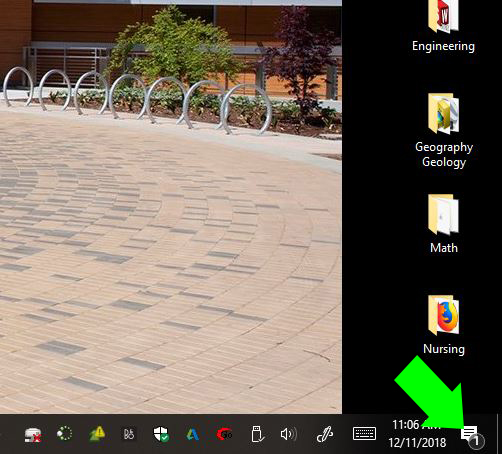 Engineering
Geography
Geology
Math
Nursing
11:06 AM
12/11/2018
1